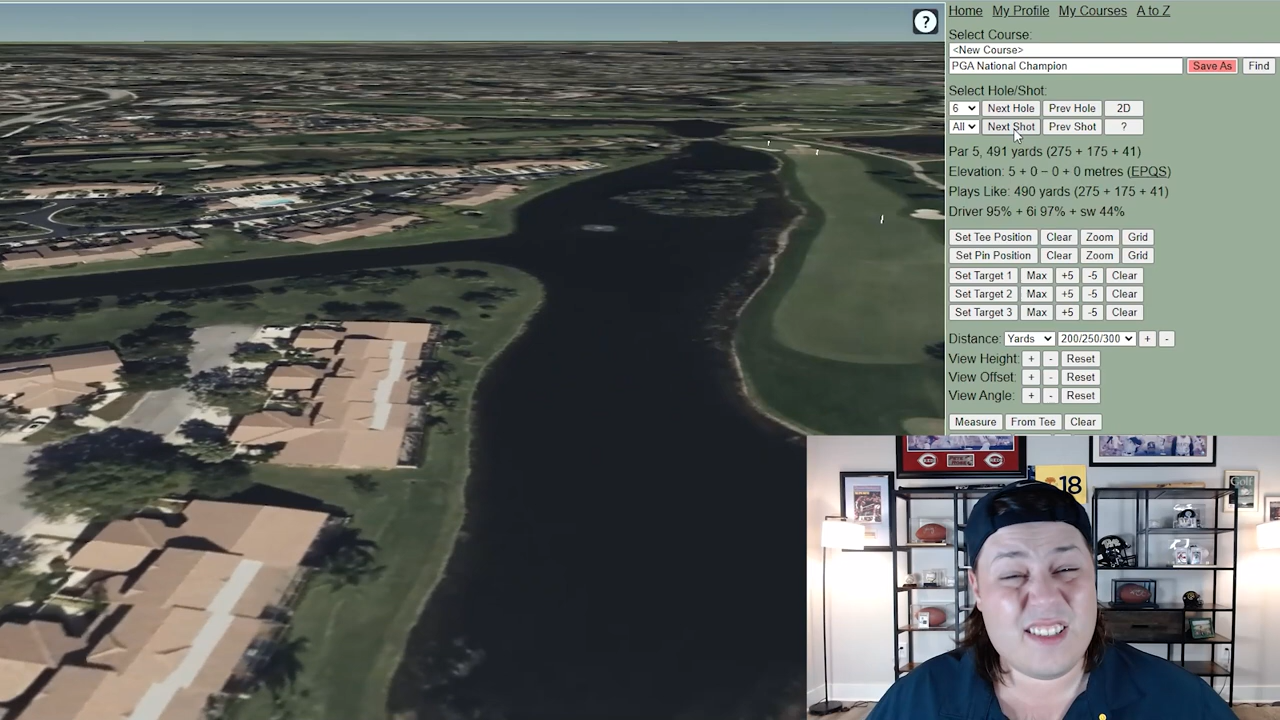 ?
Home My Profile My Courses A to Z
Select Course:
<New Course>
PGA National Champion Save As Find
Select Hole/Shot:
6 Next Hole Prev Hole 2D
All Next Shot Prev Shot ?
Par 5, 491 yards (275 + 175 + 41)
Elevation: 5 + 0 − 0 + 0 metres (EPQS)
Plays Like: 490 yards (275 + 175 + 41)
Driver 95% + 6i 97% + sw 44%
Set Tee Position Clear Zoom Grid
Set Pin Position Clear Zoom Grid
Set Target 1 Max +5 -5 Clear
Set Target 2 Max +5 -5 Clear
Set Target 3 Max +5 -5 Clear
Distance: Yards 200/250/300 + -
View Height: + - Reset
View Offset: + - Reset
View Angle: + - Reset
Measure From Tee Clear
18
Golf